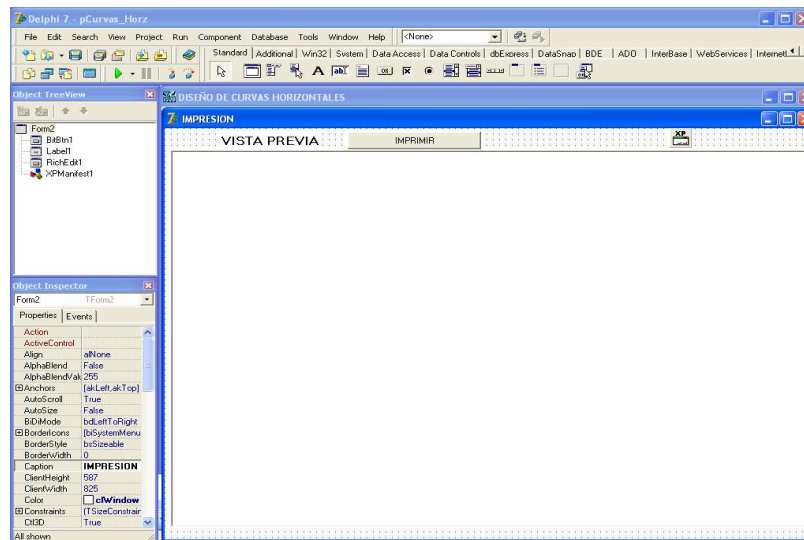 Delphi 7 - pCurvas_Horz
File Edit Search View Project Run Component Database Tools Window Help <None>
Standard Additional Win32 System Data Access Data Controls dbExpress DataSnap BDE ADO InterBase WebServices InternetE
Object TreeView
Form2
BitBtn1
Label1
RichEdit1
XPManifest1
DISEÑO DE CURVAS HORIZONTALES
IMPRESION
VISTA PREVIA
IMPRIMIR
XP
Object Inspector
Form2 TForm2
Properties Events
Action
ActiveControl
Align alNone
AlphaBlend False
AlphaBlendVal 255
Anchors [akLeft,akTop]
AutoScroll True
AutoSize False
BiDiMode bdLeftToRight
BorderIcons [biSystemMenu
BorderStyle bsSizeable
BorderWidth 0
Caption IMPRESION
ClientHeight 587
ClientWidth 825
Color clWindow
Constraints (TSizeConstrain
Ctl3D True
All shown